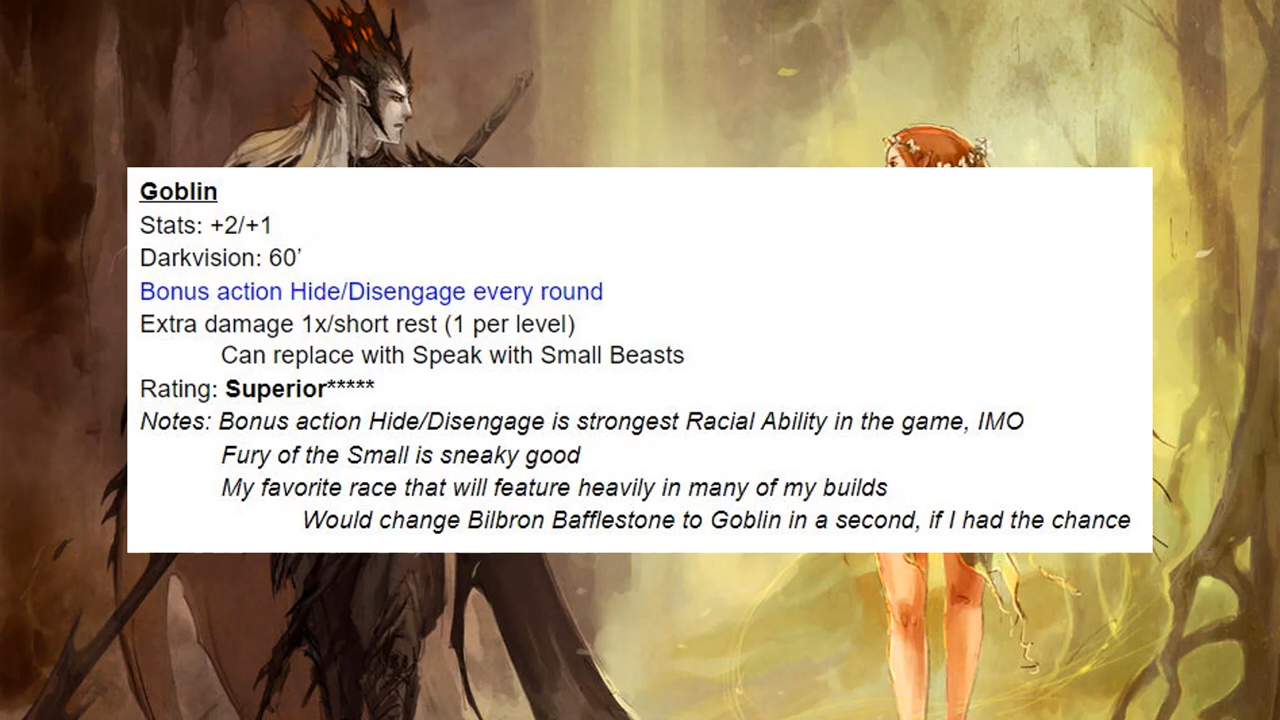 Goblin
Stats: +2/+1
Darkvision: 60’
Bonus action Hide/Disengage every round
Extra damage 1x/short rest (1 per level)
Can replace with Speak with Small Beasts
Rating: Superior*****
Notes: Bonus action Hide/Disengage is strongest Racial Ability in the game, IMO
Fury of the Small is sneaky good
My favorite race that will feature heavily in many of my builds
Would change Bilbron Bafflestone to Goblin in a second, if I had the chance